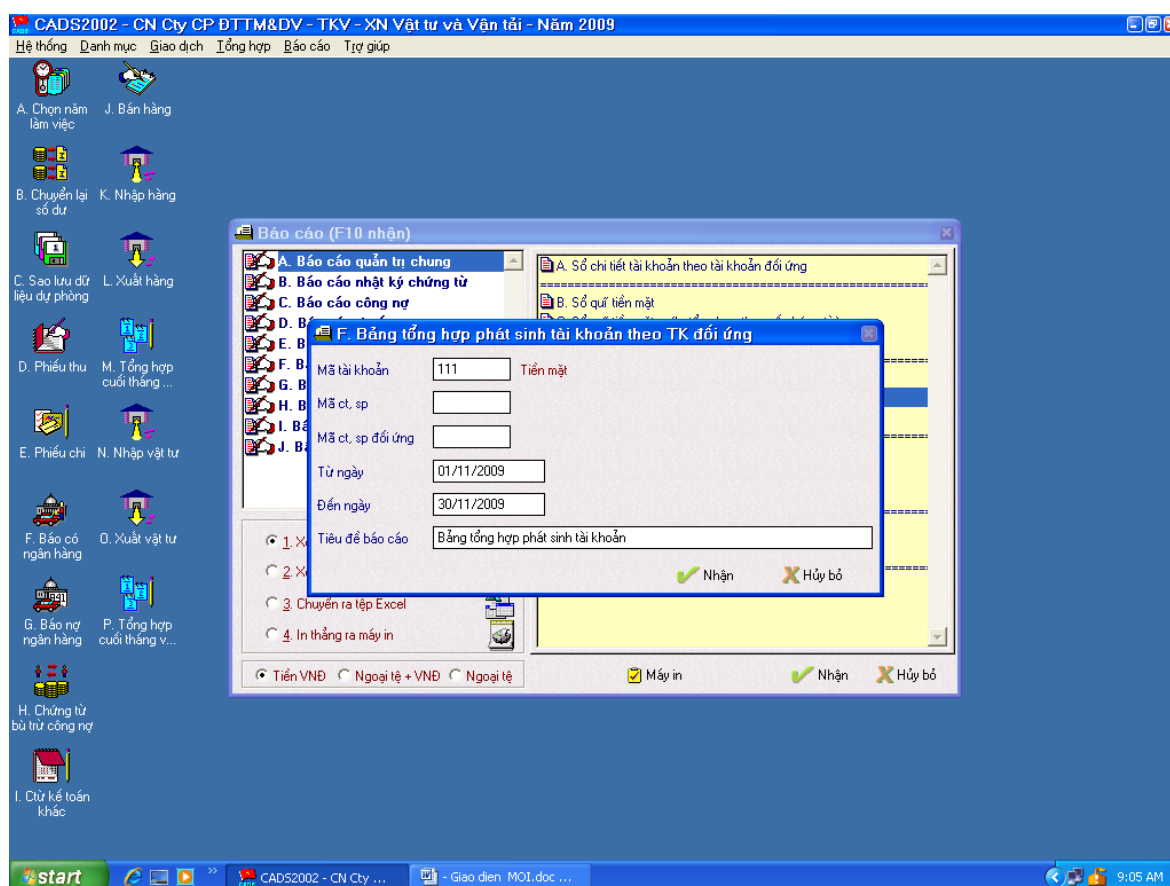 CADS2002 - CN Cty CP ĐTTM&DV - TKV - XN Vật tư và Vận tải - Năm 2009
Hệ thống Danh mục Giao dịch Tổng hợp Báo cáo Trợ giúp
A. Chọn năm làm việc
J. Bán hàng
B. Chuyển lại số dư
K. Nhập hàng
C. Sao lưu dữ liệu dự phòng
L. Xuất hàng
D. Phiếu thu
M. Tổng hợp cuối tháng ...
E. Phiếu chi
N. Nhập vật tư
F. Báo có ngân hàng
O. Xuất vật tư
G. Báo nợ ngân hàng
P. Tổng hợp cuối tháng v...
H. Chứng từ bù trừ công nợ
I. Ctừ kế toán khác
Báo cáo (F10 nhận)
A. Báo cáo quản trị chung
B. Báo cáo nhật ký chứng từ
C. Báo cáo công nợ
D. B
E. B
F. B
G. B
H. B
I. Bá
J. Bá
A. Sổ chi tiết tài khoản theo tài khoản đối ứng
B. Sổ quĩ tiền mặt
F. Bảng tổng hợp phát sinh tài khoản theo TK đối ứng
Mã tài khoản 111 Tiền mặt
Mã ct, sp
Mã ct, sp đối ứng
Từ ngày 01/11/2009
Đến ngày 30/11/2009
Tiêu đề báo cáo Bảng tổng hợp phát sinh tài khoản
Nhận Hủy bỏ
1. X
2. X
3. Chuyển ra tệp Excel
4. In thẳng ra máy in
Tiền VNĐ Ngoại tệ + VNĐ Ngoại tệ
Máy in Nhận Hủy bỏ
start
CADS2002 - CN Cty ...
- Giao dien MOI.doc ...
9:05 AM